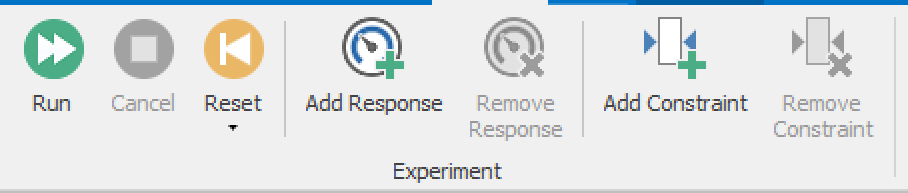 Run
Cancel
Reset
Add Response
Remove
Response
Add Constraint
Remove
Constraint
Experiment